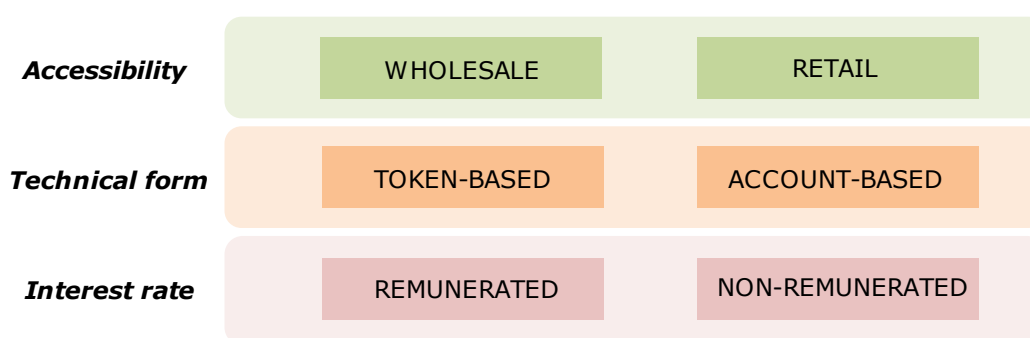 Accessibility
WHOLESALE
RETAIL
Technical form
TOKEN-BASED
ACCOUNT-BASED
Interest rate
REMUNERATED
NON-REMUNERATED